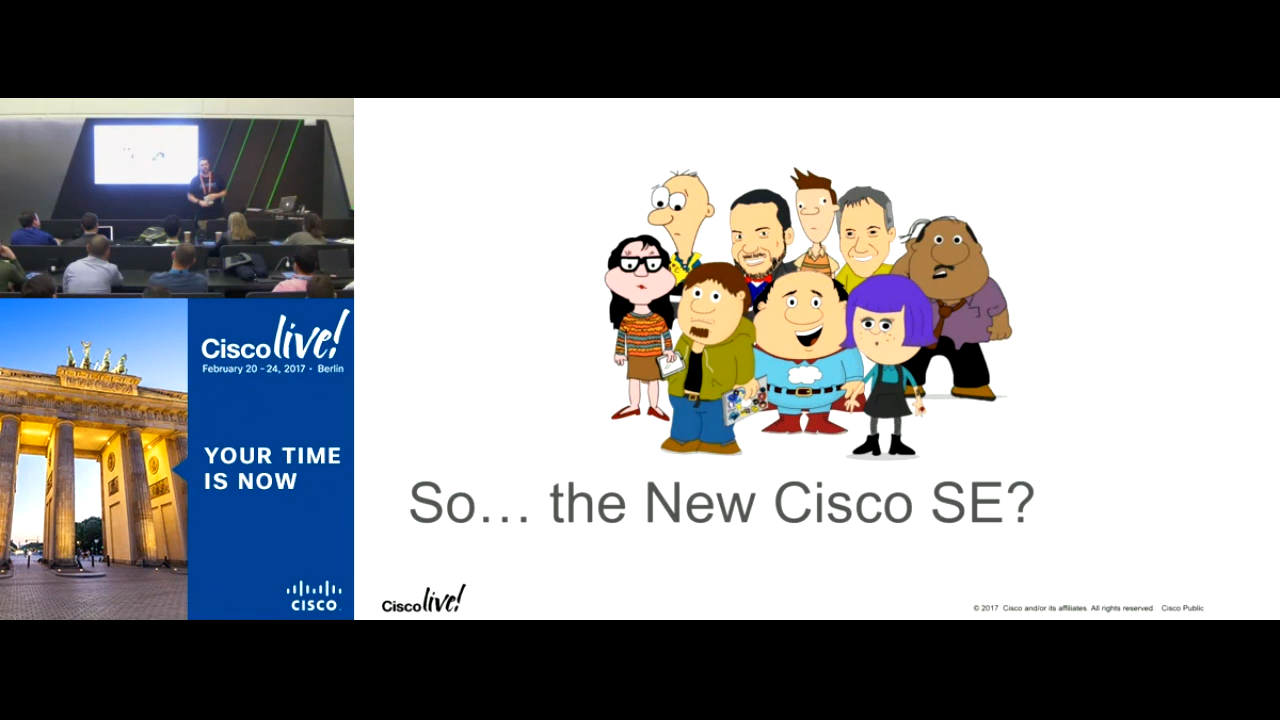 Cisco live!
February 20 - 24, 2017 • Berlin
YOUR TIME
IS NOW
CISCO
So... the New Cisco SE?
Cisco live!
© 2017 Cisco and/or its affiliates. All rights reserved. Cisco Public